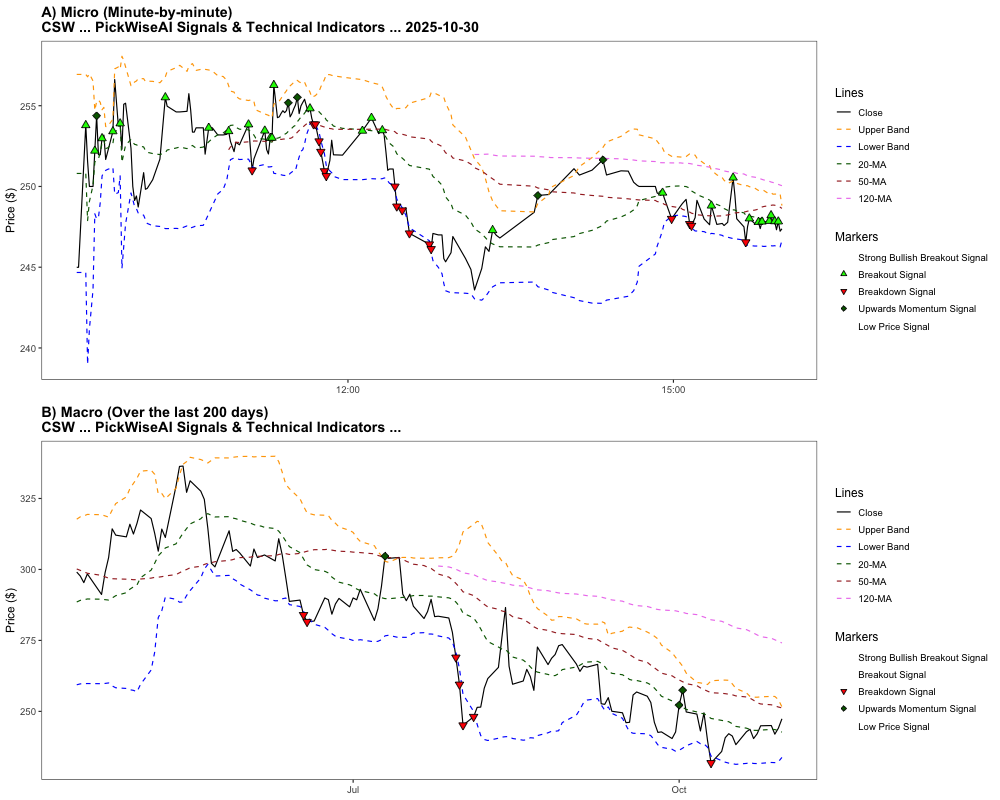 A) Micro (Minute-by-minute)
CSW ... PickWiseAI Signals & Technical Indicators ... 2025-10-30
Price ($)
255
250
245
240
12:00
15:00
Lines
Close
Upper Band
Lower Band
20-MA
50-MA
120-MA
Markers
Strong Bullish Breakout Signal
Breakout Signal
Breakdown Signal
Upwards Momentum Signal
Low Price Signal
B) Macro (Over the last 200 days)
CSW ... PickWiseAI Signals & Technical Indicators ...
Price ($)
325
300
275
250
Jul
Oct
Lines
Close
Upper Band
Lower Band
20-MA
50-MA
120-MA
Markers
Strong Bullish Breakout Signal
Breakout Signal
Breakdown Signal
Upwards Momentum Signal
Low Price Signal